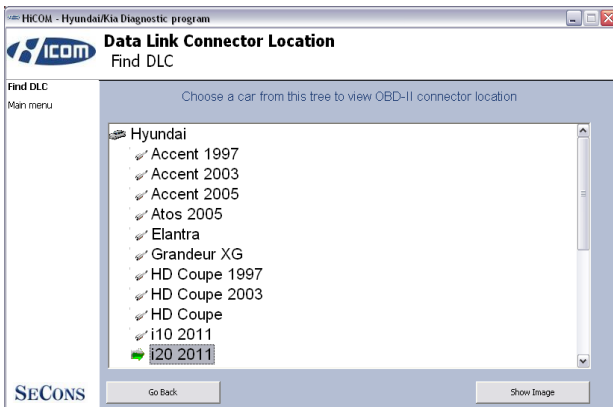 HiCOM - Hyundai/Kia Diagnostic program
HICOM
Data Link Connector Location
Find DLC
Find DLC
Main menu
Choose a car from this tree to view OBD-II connector location
Hyundai
Accent 1997
Accent 2003
Accent 2005
Atos 2005
Elantra
Grandeur XG
HD Coupe 1997
HD Coupe 2003
HD Coupe
i10 2011
i20 2011
SECONS
Go Back
Show Image